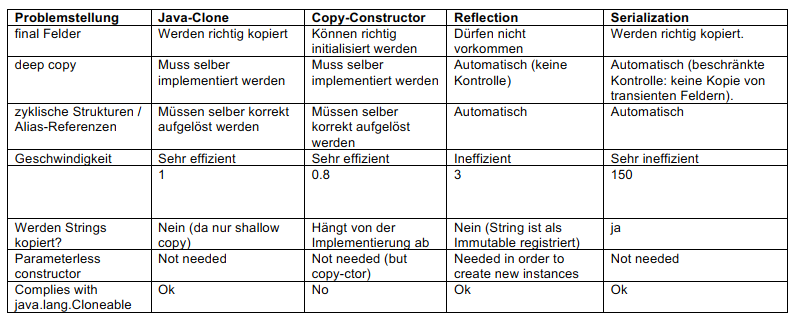 Problemstellung Java-Clone Copy-Constructor Reflection Serialization
final Felder Werden richtig kopiert Können richtig Dürfen nicht Werden richtig kopiert.
initialisiert werden vorkommen
deep copy Muss selber Muss selber Automatisch (keine Automatisch (beschränkte
implementiert werden implementiert werden Kontrolle) Kontrolle: keine Kopie von
transienten Feldern).
zyklische Strukturen / Müssen selber korrekt Müssen selber Automatisch Automatisch
Alias-Referenzen aufgelöst werden korrekt aufgelöst
werden
Geschwindigkeit Sehr effizient Sehr effizient Ineffizient Sehr ineffizient
1 0.8 3 150
Werden Strings Nein (da nur shallow Hängt von der Nein (String ist als ja
kopiert? copy) Implementierung ab Immutable registriert)
Parameterless Not needed Not needed (but Needed in order to Not needed
constructor copy-ctor) create new instances
Complies with Ok No Ok Ok
java.lang.Cloneable